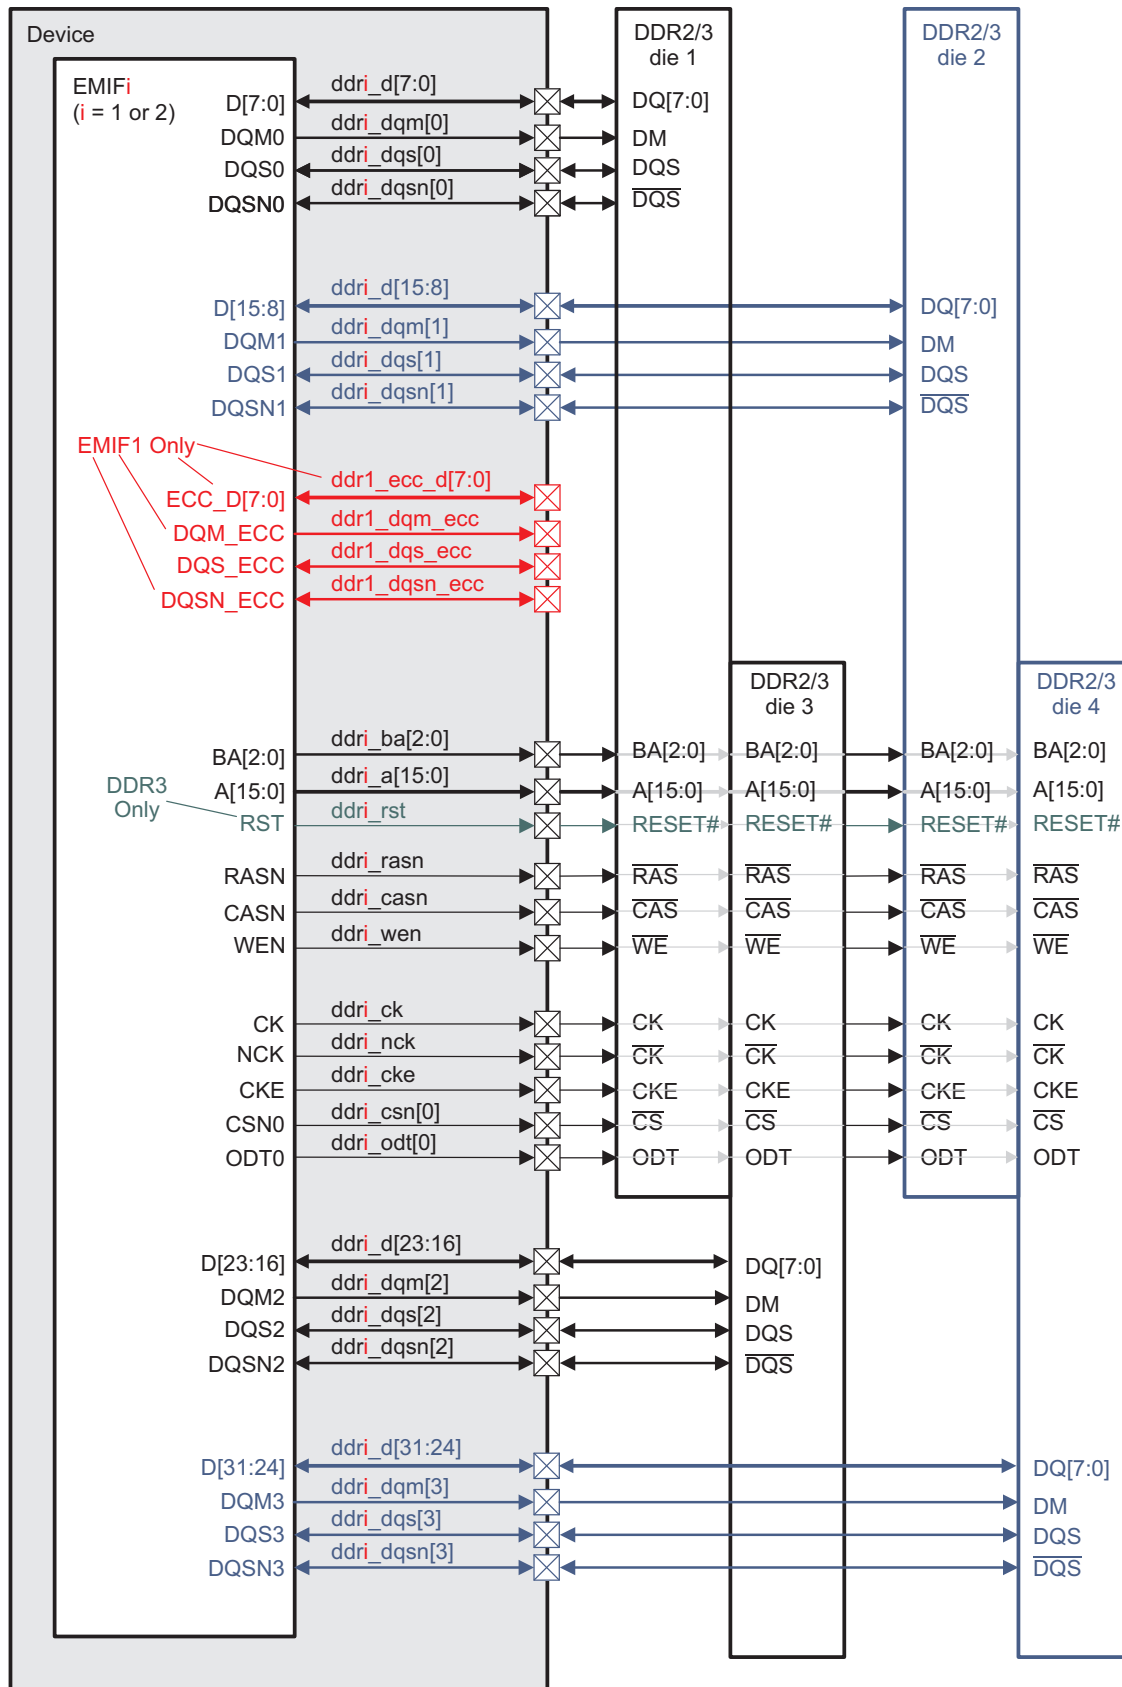 Device
EMIFi
(i = 1 or 2)
DDR2/3
die 1
DDR2/3
die 2
D[7:0] ddri_d[7:0] DQ[7:0]
DQM0 ddri_dqm[0] DM
DQS0 ddri_dqs[0] DQS
DQSN0 ddri_dqsn[0] DQS
D[15:8] ddri_d[15:8] DQ[7:0]
DQM1 ddri_dqm[1] DM
DQS1 ddri_dqs[1] DQS
DQSN1 ddri_dqsn[1] DQS
EMIF1 Only
ECC_D[7:0] ddr1_ecc_d[7:0]
DQM_ECC ddr1_dqm_ecc
DQS_ECC ddr1_dqs_ecc
DQSN_ECC ddr1_dqsn_ecc
DDR2/3
die 3
DDR2/3
die 4
BA[2:0] ddri_ba[2:0] BA[2:0] BA[2:0] BA[2:0] BA[2:0]
A[15:0] ddri_a[15:0] A[15:0] A[15:0] A[15:0] A[15:0]
DDR3
Only
RST ddri_rst RESET# RESET# RESET# RESET#
RASN ddri_rasn RAS RAS RAS RAS
CASN ddri_casn CAS CAS CAS CAS
WEN ddri_wen WE WE WE WE
CK ddri_ck CK CK CK CK
NCK ddri_nck CK CK CK CK
CKE ddri_cke CKE CKE CKE CKE
CSN0 ddri_csn[0] CS CS CS CS
ODT0 ddri_odt[0] ODT ODT ODT ODT
D[23:16] ddri_d[23:16] DQ[7:0]
DQM2 ddri_dqm[2] DM
DQS2 ddri_dqs[2] DQS
DQSN2 ddri_dqsn[2] DQS
D[31:24] ddri_d[31:24] DQ[7:0]
DQM3 ddri_dqm[3] DM
DQS3 ddri_dqs[3] DQS
DQSN3 ddri_dqsn[3] DQS